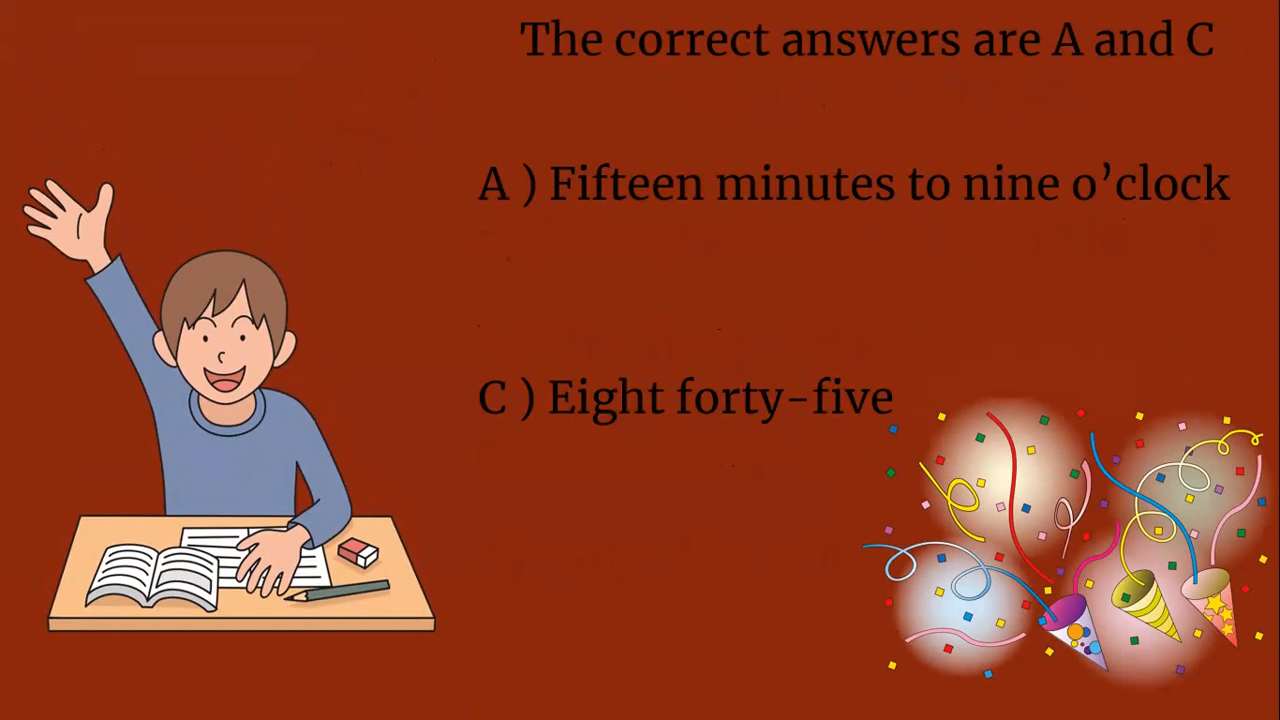 The correct answers are A and C
A ) Fifteen minutes to nine o’clock
C ) Eight forty-five